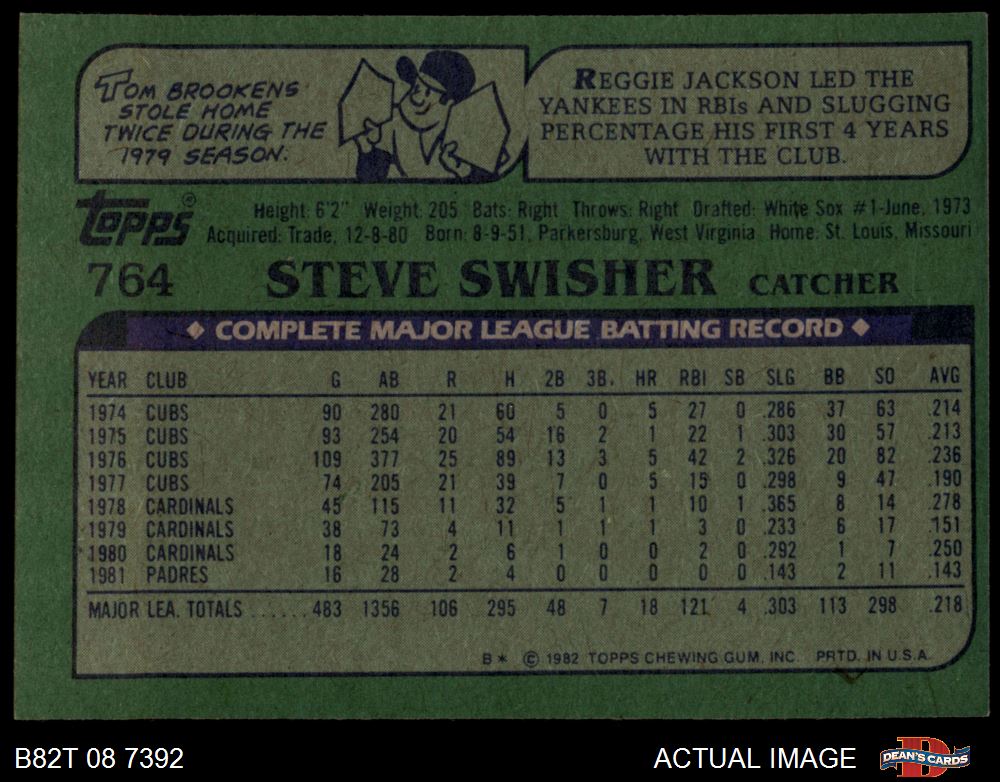 TOM BROOKENS
STOLE HOME
TWICE DURING THE
1979 SEASON.
REGGIE JACKSON LED THE
YANKEES IN RBIs AND SLUGGING
PERCENTAGE HIS FIRST 4 YEARS
WITH THE CLUB.
topps®
Height: 6'2" Weight: 205 Bats: Right Throws: Right Drafted: White Sox #1-June, 1973
Acquired: Trade, 12-8-80 Born: 8-9-51, Parkersburg, West Virginia Home: St. Louis, Missouri
764 STEVE SWISHER CATCHER
◆ COMPLETE MAJOR LEAGUE BATTING RECORD ◆
YEAR CLUB G AB R H 2B 3B. HR RBI SB SLG BB SO AVG
1974 CUBS 90 280 21 60 5 0 5 27 0 .286 37 63 .214
1975 CUBS 93 254 20 54 16 2 1 22 1 .303 30 57 .213
1976 CUBS 109 377 25 89 13 3 5 42 2 .326 20 82 .236
1977 CUBS 74 205 21 39 7 0 5 15 0 .298 9 47 .190
1978 CARDINALS 45 115 11 32 5 1 1 10 1 .365 8 14 .278
1979 CARDINALS 38 73 4 11 1 1 1 3 0 .233 6 17 .151
1980 CARDINALS 18 24 2 6 1 0 0 2 0 .292 1 7 .250
1981 PADRES 16 28 2 4 0 0 0 0 0 .143 2 11 .143
MAJOR LEA. TOTALS ......483 1356 106 295 48 7 18 121 4 .303 113 298 .218
B* © 1982 TOPPS CHEWING GUM, INC. PRTD. IN U.S.A.
B82T 08 7392
ACTUAL IMAGE
DEAN'S CARDS